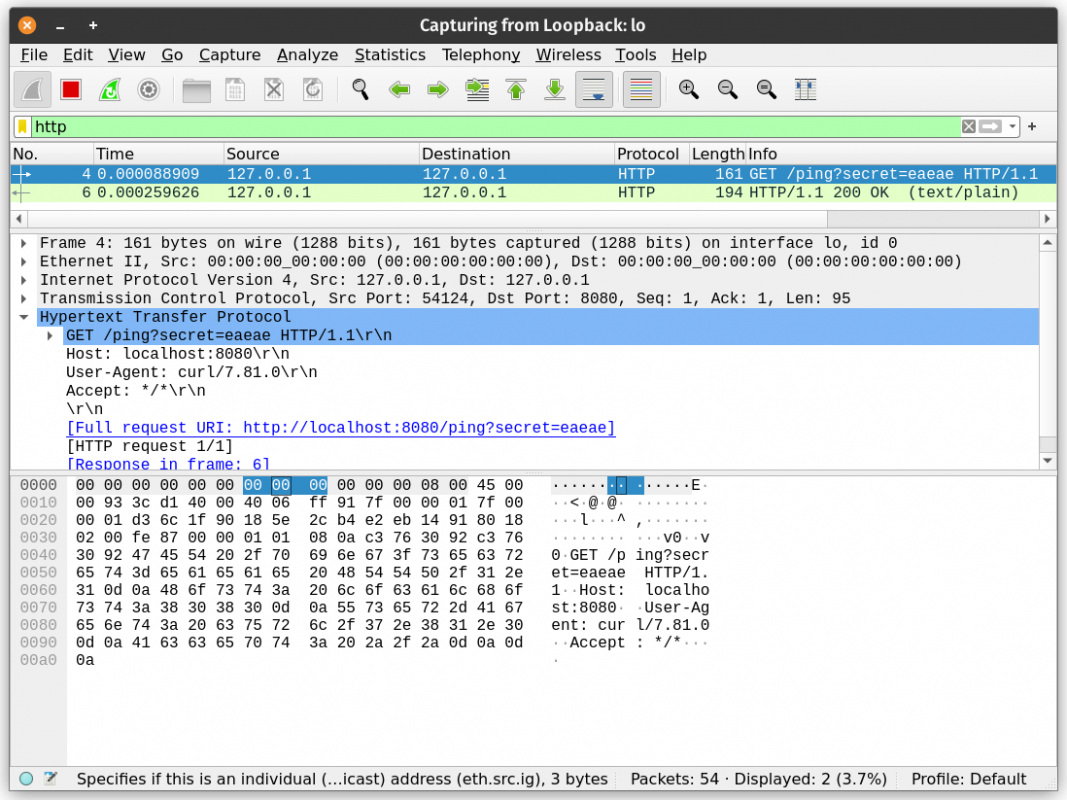 Capturing from Loopback: lo
File Edit View Go Capture Analyze Statistics Telephony Wireless Tools Help
http
No. Time Source Destination Protocol Length Info
4 0.000088909 127.0.0.1 127.0.0.1 HTTP 161 GET /ping?secret=eaeae HTTP/1.1
6 0.000259626 127.0.0.1 127.0.0.1 HTTP 194 HTTP/1.1 200 OK (text/plain)
Frame 4: 161 bytes on wire (1288 bits), 161 bytes captured (1288 bits) on interface lo, id 0
Ethernet II, Src: 00:00:00_00:00:00 (00:00:00:00:00:00), Dst: 00:00:00_00:00:00 (00:00:00:00:00:00)
Internet Protocol Version 4, Src: 127.0.0.1, Dst: 127.0.0.1
Transmission Control Protocol, Src Port: 54124, Dst Port: 8080, Seq: 1, Ack: 1, Len: 95
Hypertext Transfer Protocol
GET /ping?secret=eaeae HTTP/1.1\r\n
Host: localhost:8080\r\n
User-Agent: curl/7.81.0\r\n
Accept: */*\r\n
\r\n
[Full request URI: http://localhost:8080/ping?secret=eaeae]
[HTTP request 1/1]
[Response in frame: 6]
0000 00 00 00 00 00 00 00 00 00 00 00 00 08 00 45 00 ··············E·
0010 00 93 3c d1 40 00 40 06 ff 91 7f 00 00 01 7f 00 ··<·@·@· ········
0020 00 01 d3 6c 1f 90 18 5e 2c b4 e2 eb 14 91 80 18 ···l···^ ,·······
0030 02 00 fe 87 00 00 01 01 08 0a c3 76 30 92 c3 76 ········ ···v0··v
0040 30 92 47 45 54 20 2f 70 69 6e 67 3f 73 65 63 72 0·GET /p ing?secr
0050 65 74 3d 65 61 65 61 65 20 48 54 54 50 2f 31 2e et=eaeae HTTP/1.
0060 31 0d 0a 48 6f 73 74 3a 20 6c 6f 63 61 6c 68 6f 1··Host: localho
0070 73 74 3a 38 30 38 30 0d 0a 55 73 65 72 2d 41 67 st:8080· ·User-Ag
0080 65 6e 74 3a 20 63 75 72 6c 2f 37 2e 38 31 2e 30 ent: cur l/7.81.0
0090 0d 0a 41 63 63 65 70 74 3a 20 2a 2f 2a 0d 0a 0d ··Accept : */*···
00a0 0a ·
Specifies if this is an individual (…icast) address (eth.src.ig), 3 bytes Packets: 54 · Displayed: 2 (3.7%) Profile: Default